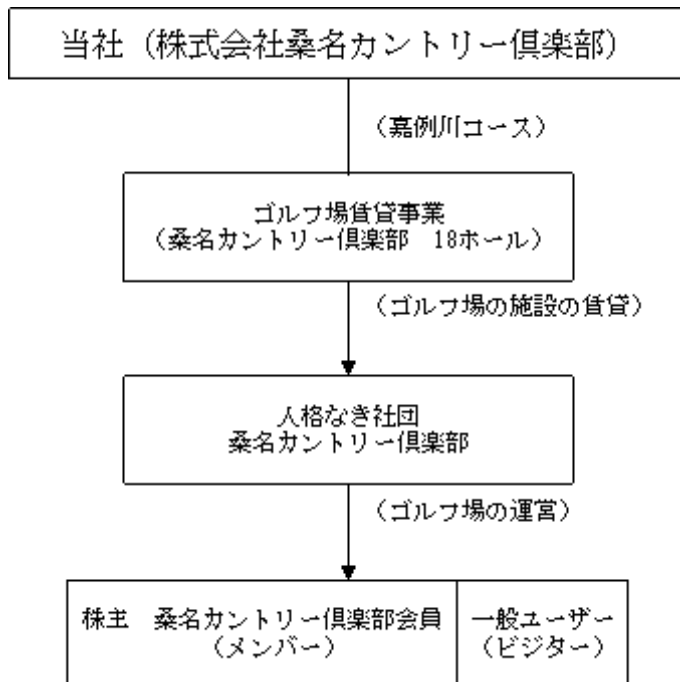 当社（株式会社桑名カントリー倶楽部）
（嘉例川コース）
ゴルフ場賃貸事業
（桑名カントリー倶楽部　18ホール）
（ゴルフ場の施設の賃貸）
人格なき社団
桑名カントリー倶楽部
（ゴルフ場の運営）
株主　桑名カントリー倶楽部会員
（メンバー）
一般ユーザー
（ビジター）